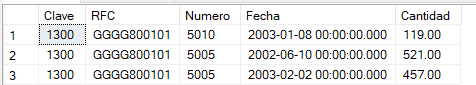 Clave RFC Numero Fecha Cantidad
1 1300 GGGG800101 5010 2003-01-08 00:00:00.000 119.00
2 1300 GGGG800101 5005 2002-06-10 00:00:00.000 521.00
3 1300 GGGG800101 5005 2003-02-02 00:00:00.000 457.00